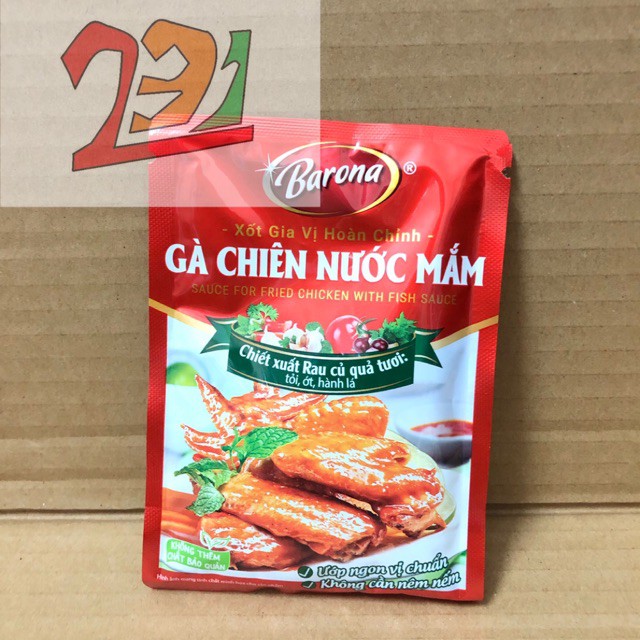 231
Barona ®
- Xốt Gia Vị Hoàn Chỉnh -
GÀ CHIÊN NƯỚC MẮM
SAUCE FOR FRIED CHICKEN WITH FISH SAUCE
Chiết xuất Rau củ quả tươi:
tỏi, ớt, hành lá
KHÔNG THÊM
CHẤT BẢO QUẢN
Ướp ngon vị chuẩn
Không cần nêm nếm